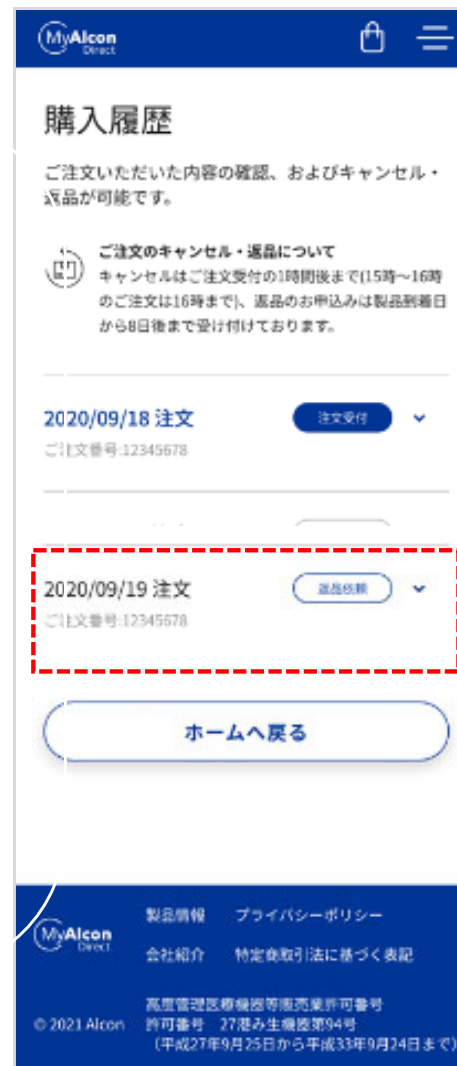 MyAlcon
Direct
購入履歴
ご注文いただいた内容の確認、およびキャンセル・
返品が可能です。
ご注文のキャンセル・返品について
キャンセルはご注文受付の1時間後まで(15時～16時
のご注文は16時まで)、返品のお申込みは製品到着日
から8日後まで受け付けております。
2020/09/18 注文
注文受付
ご注文番号:12345678
2020/09/19 注文
返品依頼
ご注文番号:12345678
ホームへ戻る
MyAlcon
Direct
製品情報 プライバシーポリシー
会社紹介 特定商取引法に基づく表記
© 2021 Alcon
高度管理医療機器等販売業許可番号
許可番号 27港み生機器第94号
（平成27年9月25日から平成33年9月24日まで）